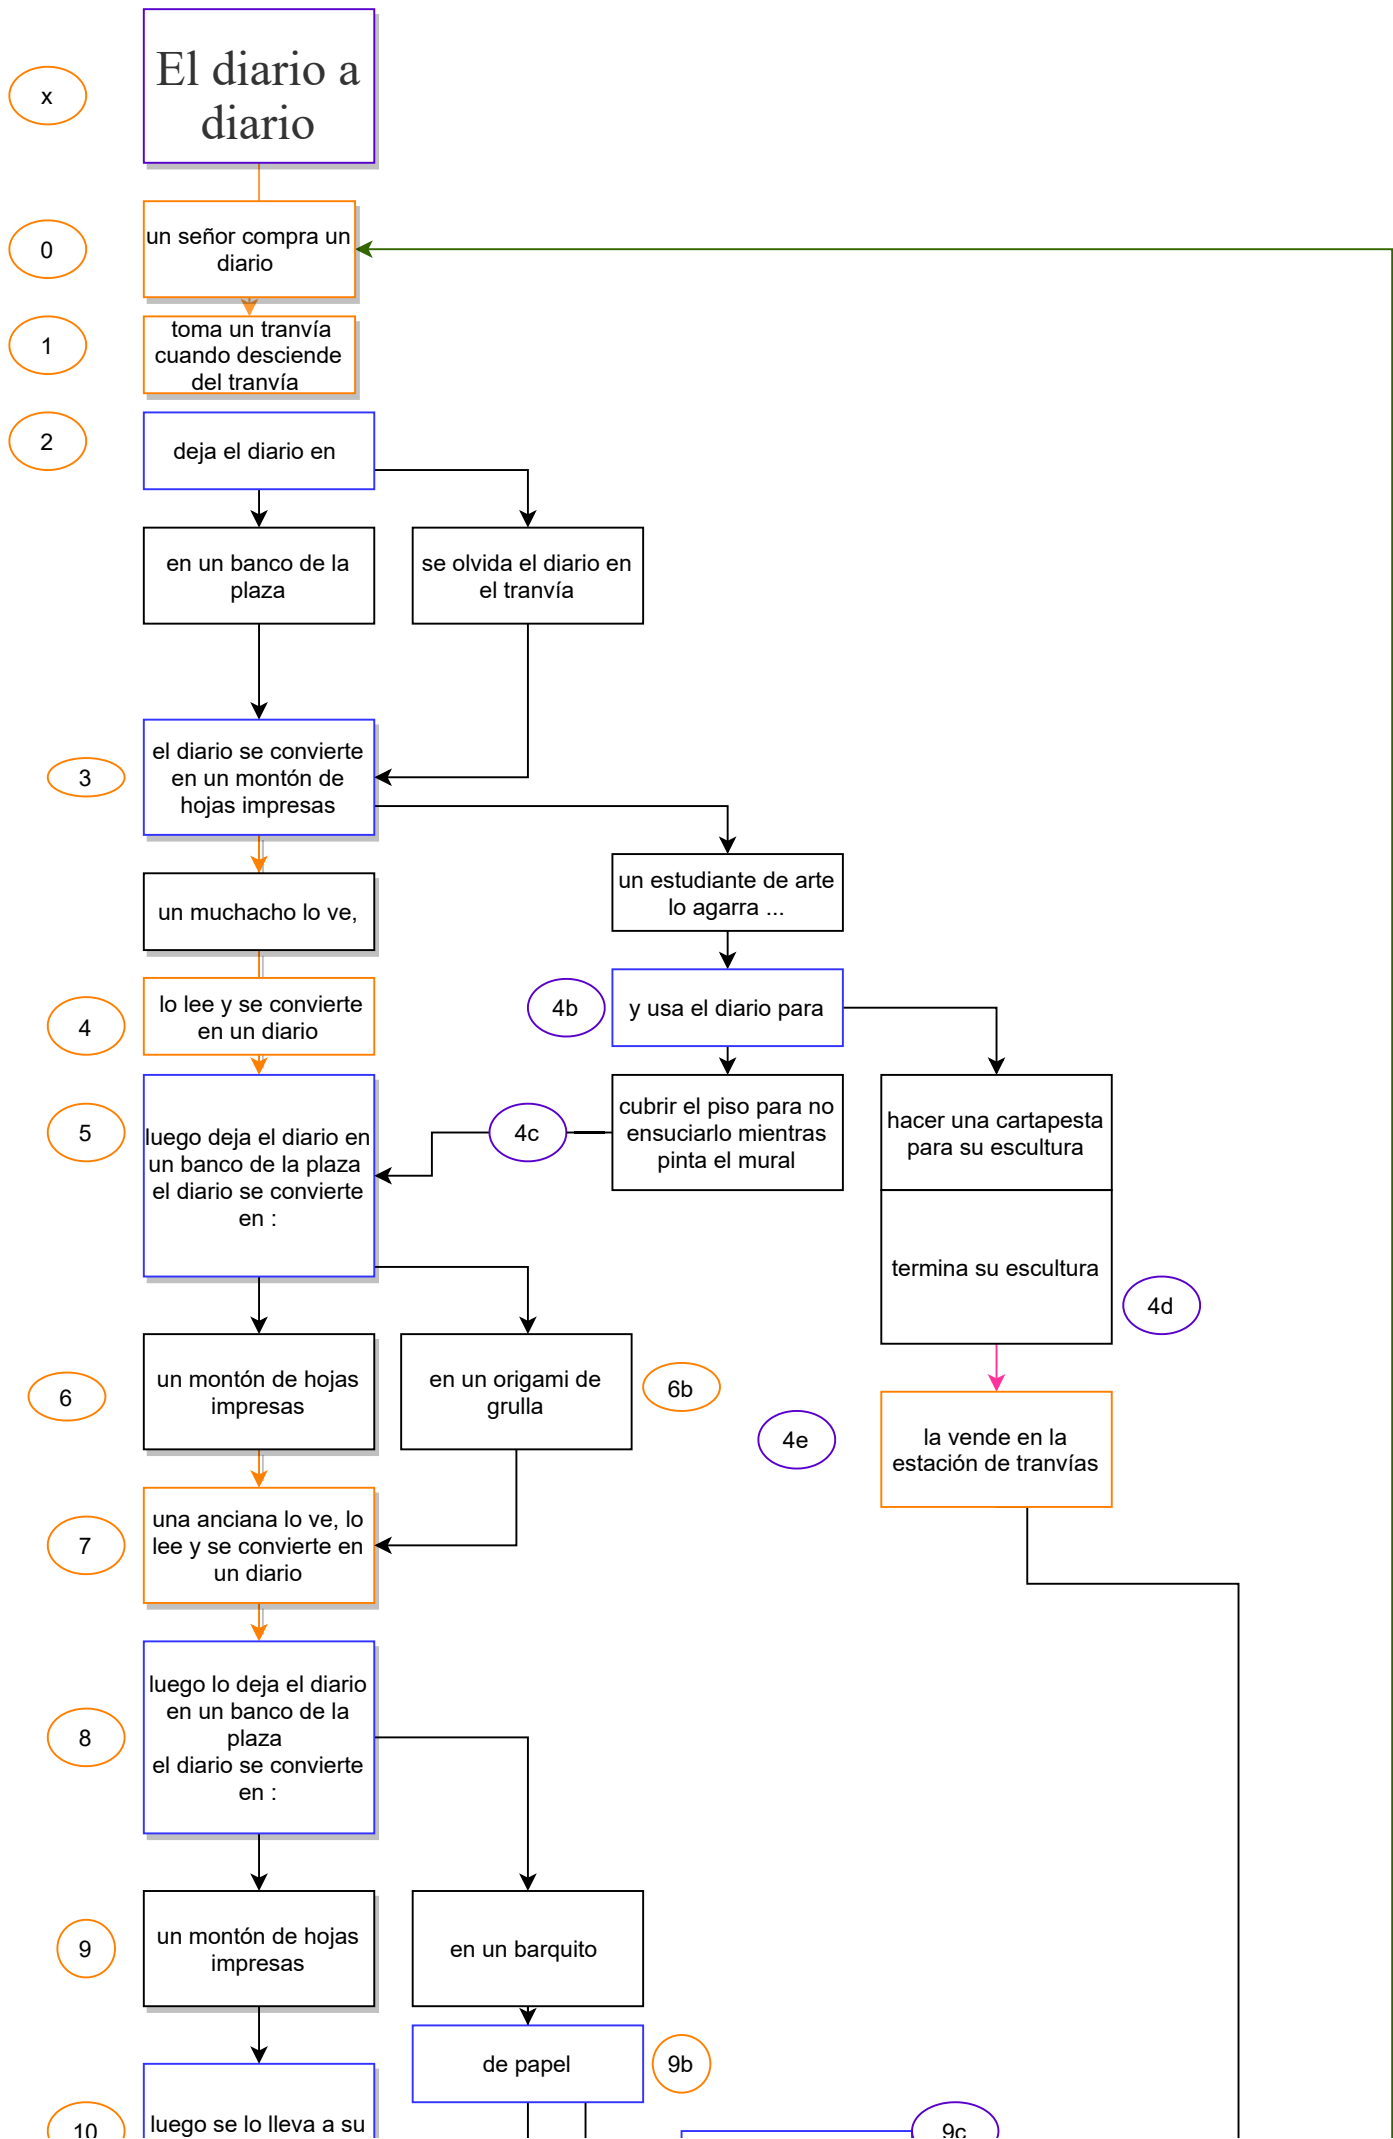 El diario a
diario
x
un señor compra un
diario
0
toma un tranvía
cuando desciende
del tranvía
1
2
deja el diario en
en un banco de la
plaza
se olvida el diario en
el tranvía
el diario se convierte
en un montón de
hojas impresas
3
un muchacho lo ve,
un estudiante de arte
lo agarra ...
lo lee y se convierte
en un diario
4
4b
y usa el diario para
5
luego deja el diario en
un banco de la plaza
el diario se convierte
en :
4c
cubrir el piso para no
ensuciarlo mientras
pinta el mural
hacer una cartapesta
para su escultura
termina su escultura
4d
6
un montón de hojas
impresas
en un origami de
grulla
6b
4e
la vende en la
estación de tranvías
7
una anciana lo ve, lo
lee y se convierte en
un diario
8
luego lo deja el diario
en un banco de la
plaza
el diario se convierte
en :
9
un montón de hojas
impresas
en un barquito
de papel
9b
10
luego se lo lleva a su
9c